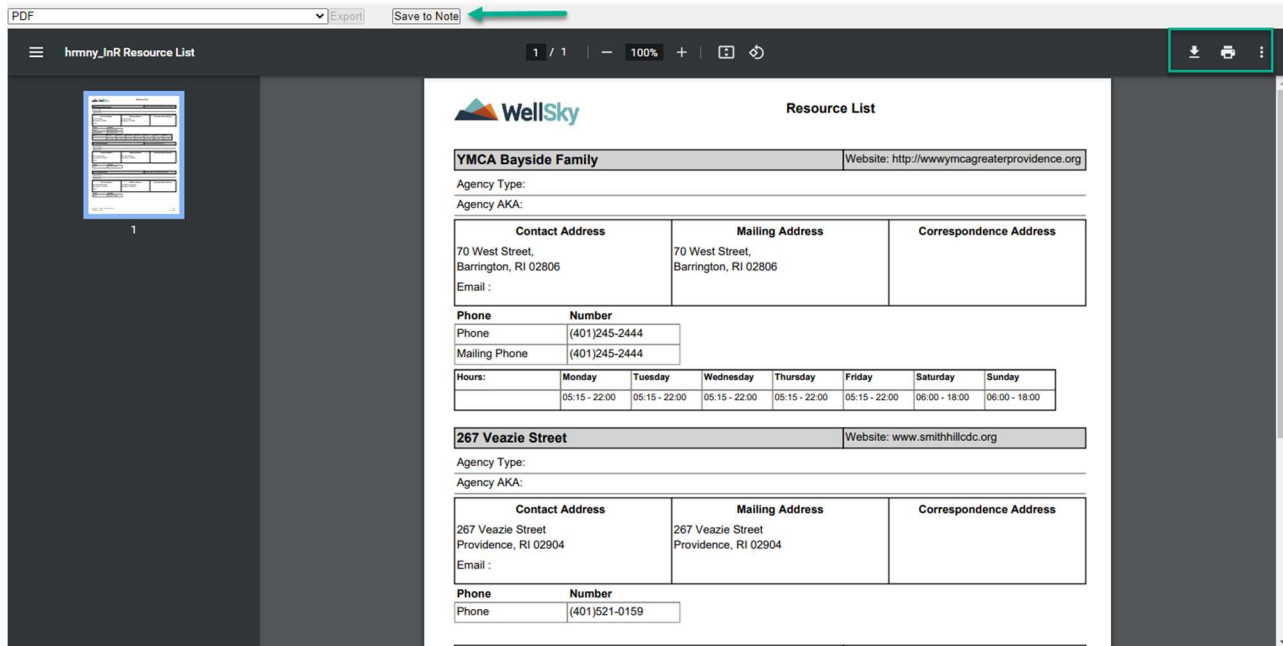 PDF Export Save to Note
hrmny_InR Resource List 1 / 1 100%
WellSky Resource List
YMCA Bayside Family Website: http://wwwymcagreaterprovidence.org
Agency Type:
Agency AKA:
Contact Address Mailing Address Correspondence Address
70 West Street, 70 West Street,
Barrington, RI 02806 Barrington, RI 02806
Email :
Phone Number
Phone (401)245-2444
Mailing Phone (401)245-2444
Hours: Monday Tuesday Wednesday Thursday Friday Saturday Sunday
05:15 - 22:00 05:15 - 22:00 05:15 - 22:00 05:15 - 22:00 05:15 - 22:00 06:00 - 18:00 06:00 - 18:00
267 Veazie Street Website: www.smithhillcdc.org
Agency Type:
Agency AKA:
Contact Address Mailing Address Correspondence Address
267 Veazie Street 267 Veazie Street
Providence, RI 02904 Providence, RI 02904
Email :
Phone Number
Phone (401)521-0159
1